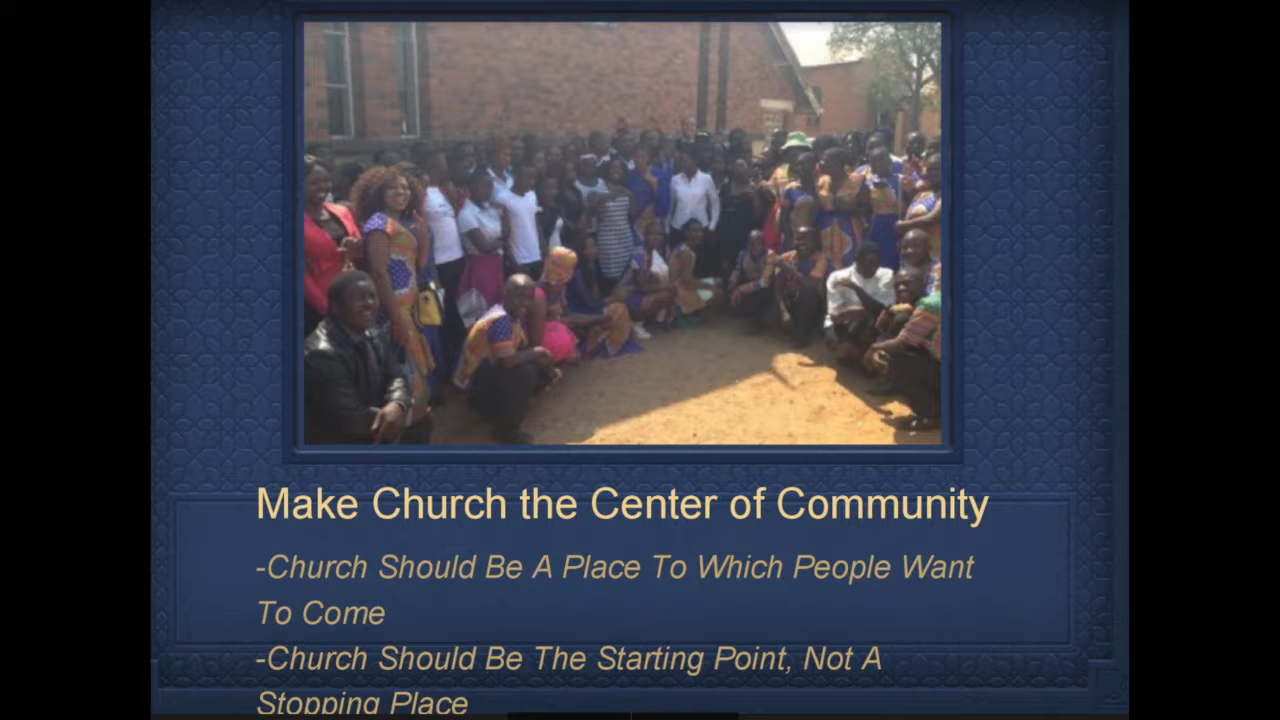 Make Church the Center of Community
-Church Should Be A Place To Which People Want
To Come
-Church Should Be The Starting Point, Not A
Stopping Place